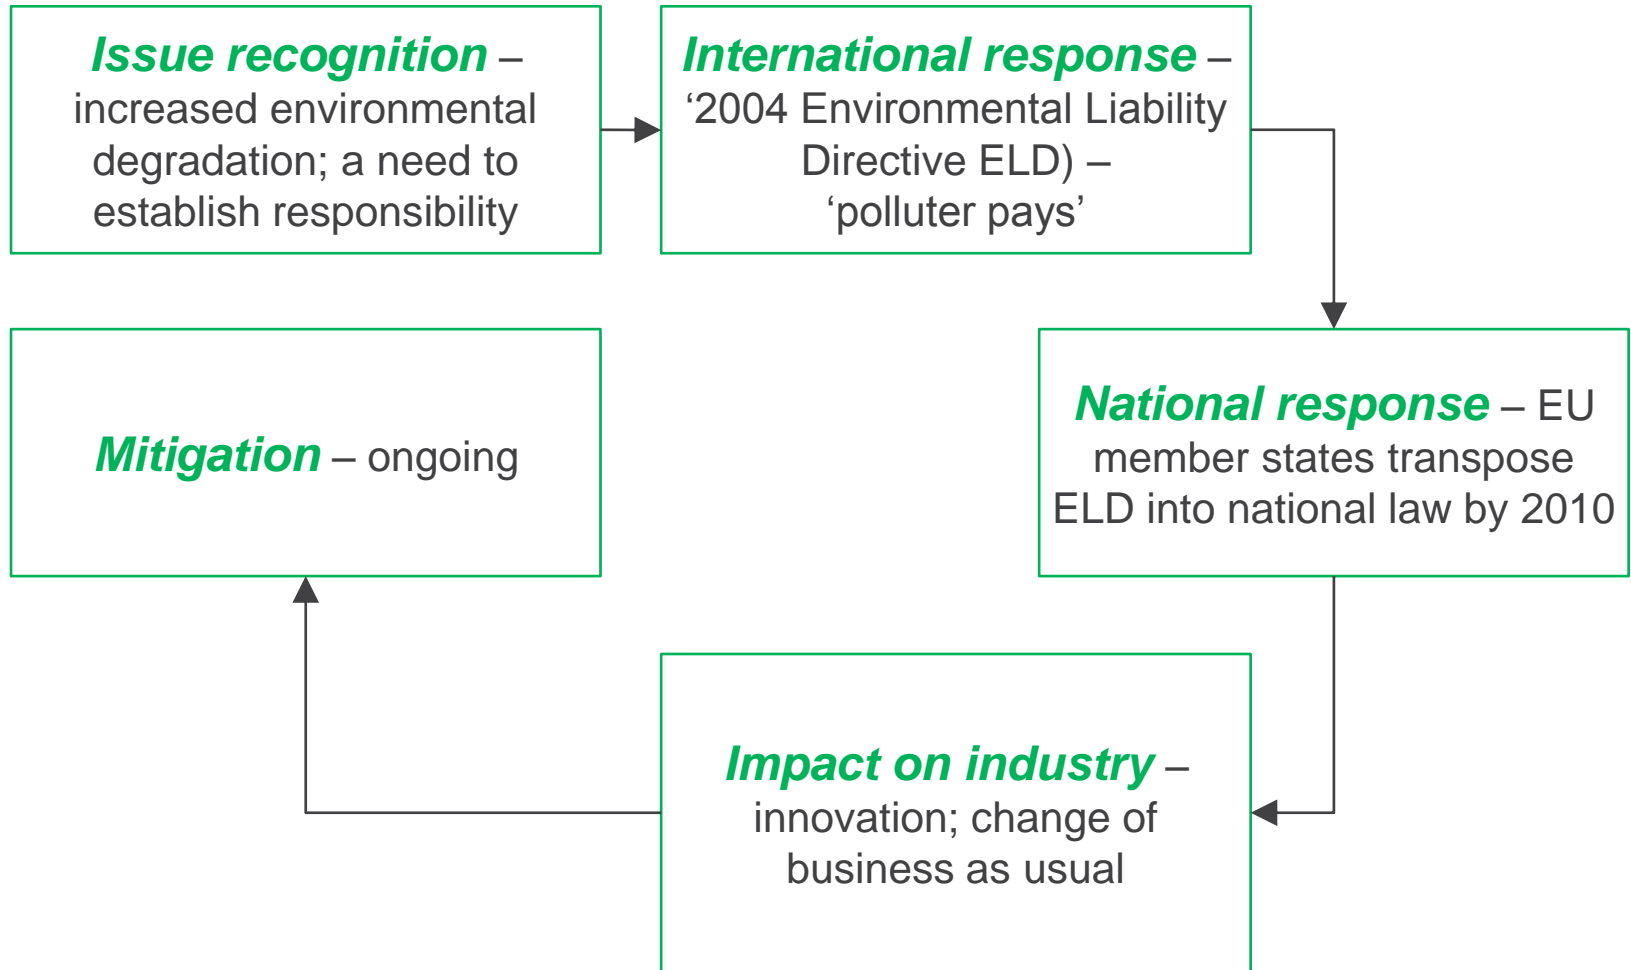 Issue recognition –
increased environmental
degradation; a need to
establish responsibility
International response –
‘2004 Environmental Liability
Directive ELD) –
‘polluter pays’
National response – EU
member states transpose
ELD into national law by 2010
Impact on industry –
innovation; change of
business as usual
Mitigation – ongoing